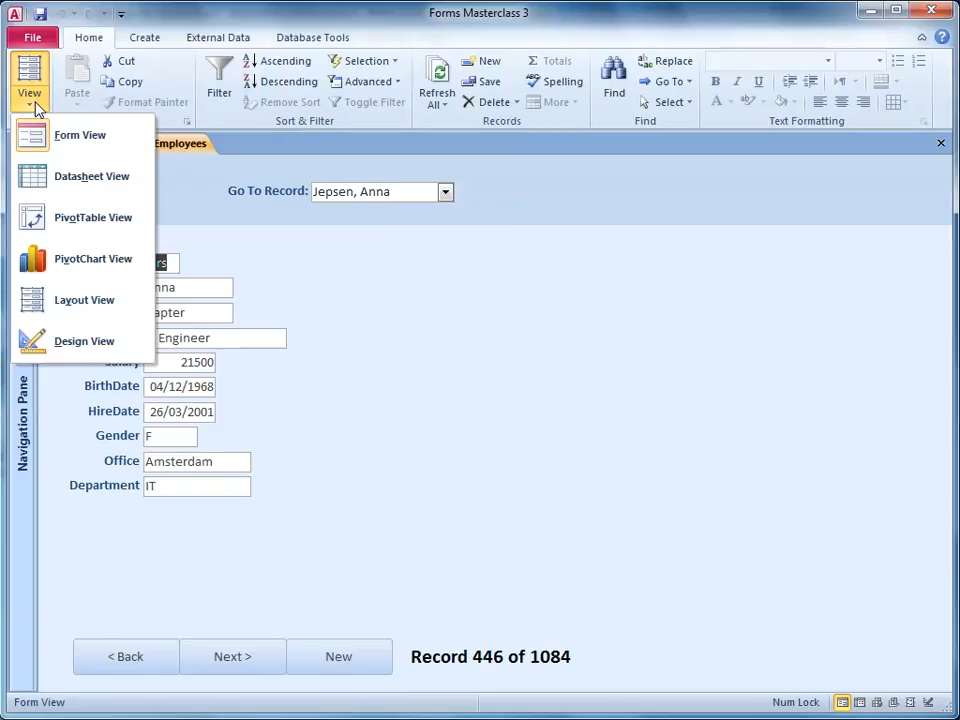 Forms Masterclass 3
File Home Create External Data Database Tools
View Paste Cut Copy Format Painter
Filter Ascending Descending Remove Sort Selection Advanced Toggle Filter
Sort & Filter
Refresh All New Save Delete Totals Spelling More
Records
Find Replace Go To Select
Find
B I U
A
Text Formatting
Form View
Datasheet View
PivotTable View
PivotChart View
Layout View
Design View
Employees
Go To Record: Jepsen, Anna
rs
nna
apter
Engineer
21500
BirthDate 04/12/1968
HireDate 26/03/2001
Gender F
Office Amsterdam
Department IT
Navigation Pane
< Back Next > New Record 446 of 1084
Form View Num Lock